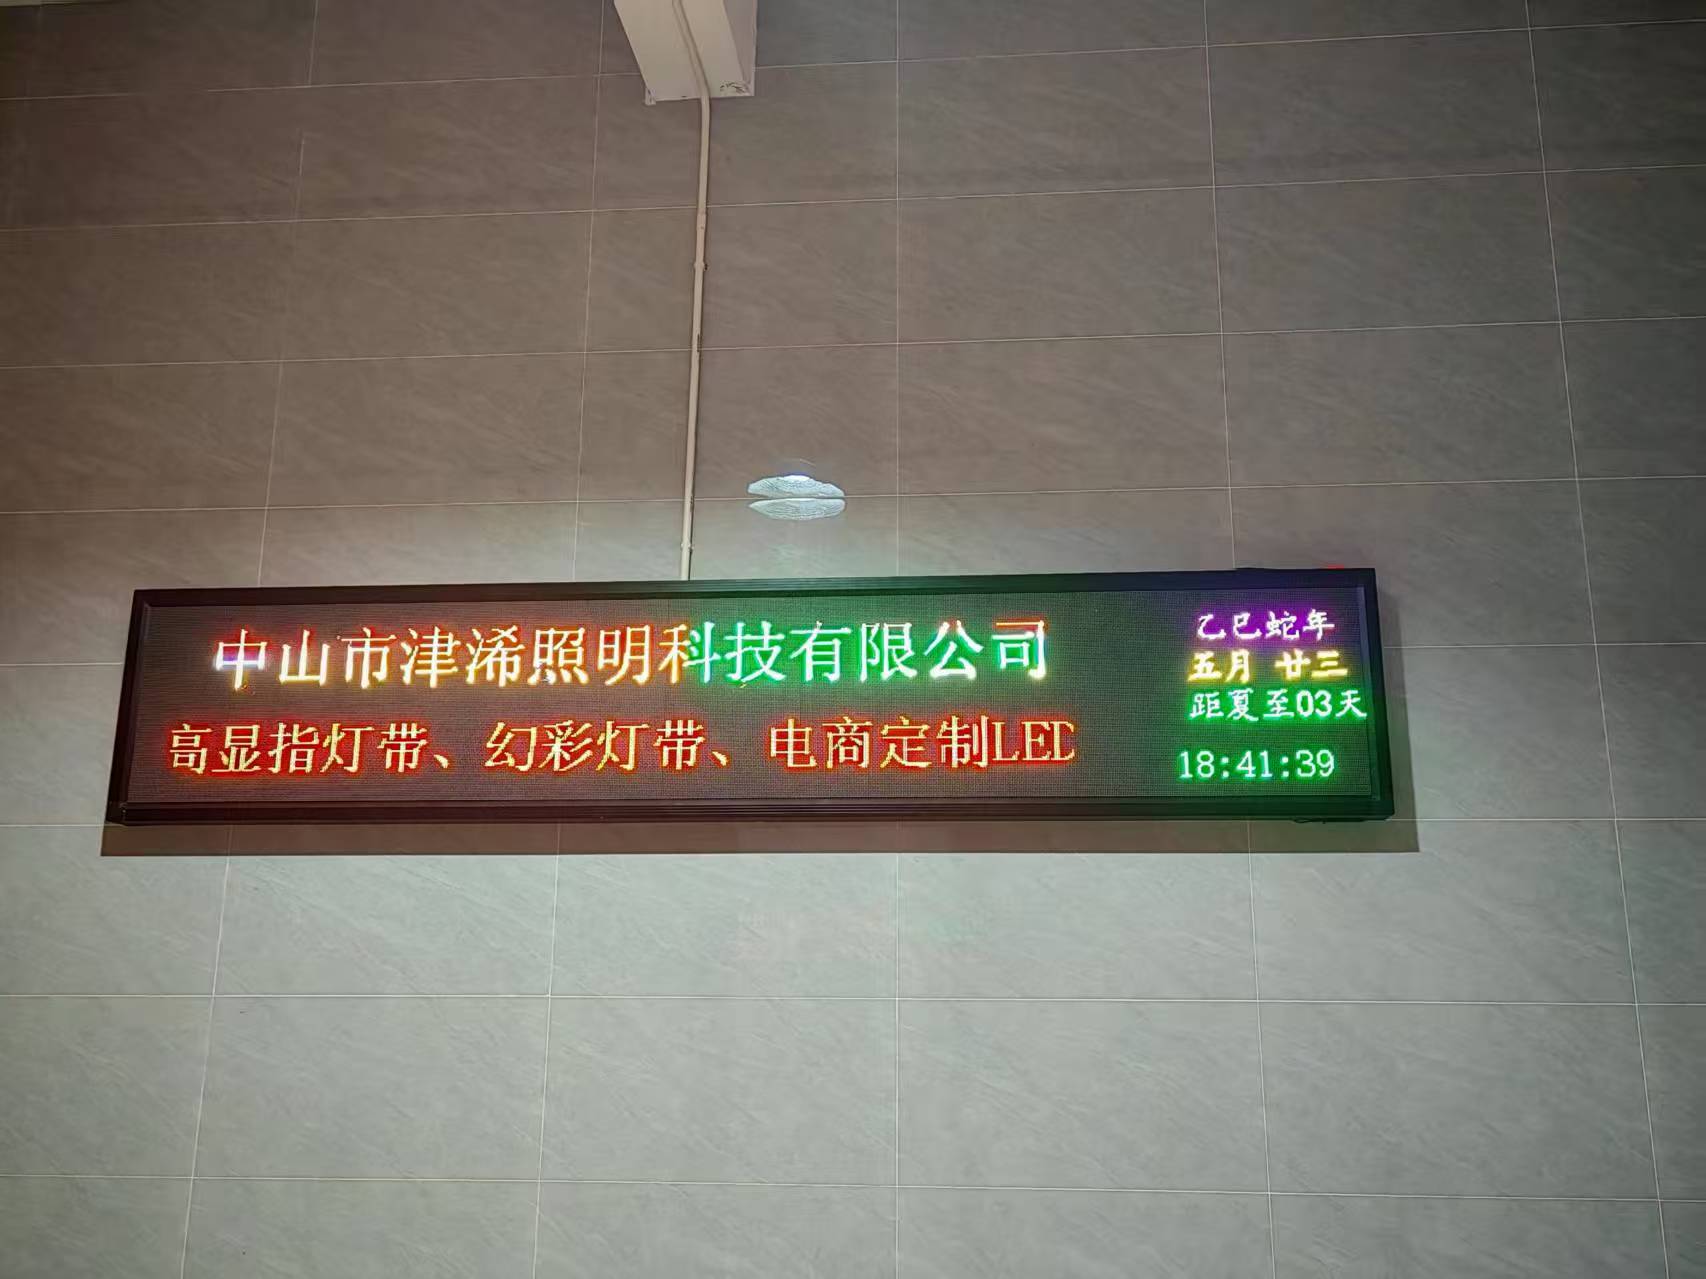 中山市津浠照明科技有限公司
高显指灯带、幻彩灯带、电商定制LED
乙巳蛇年
五月 廿三
距夏至03天
18:41:39